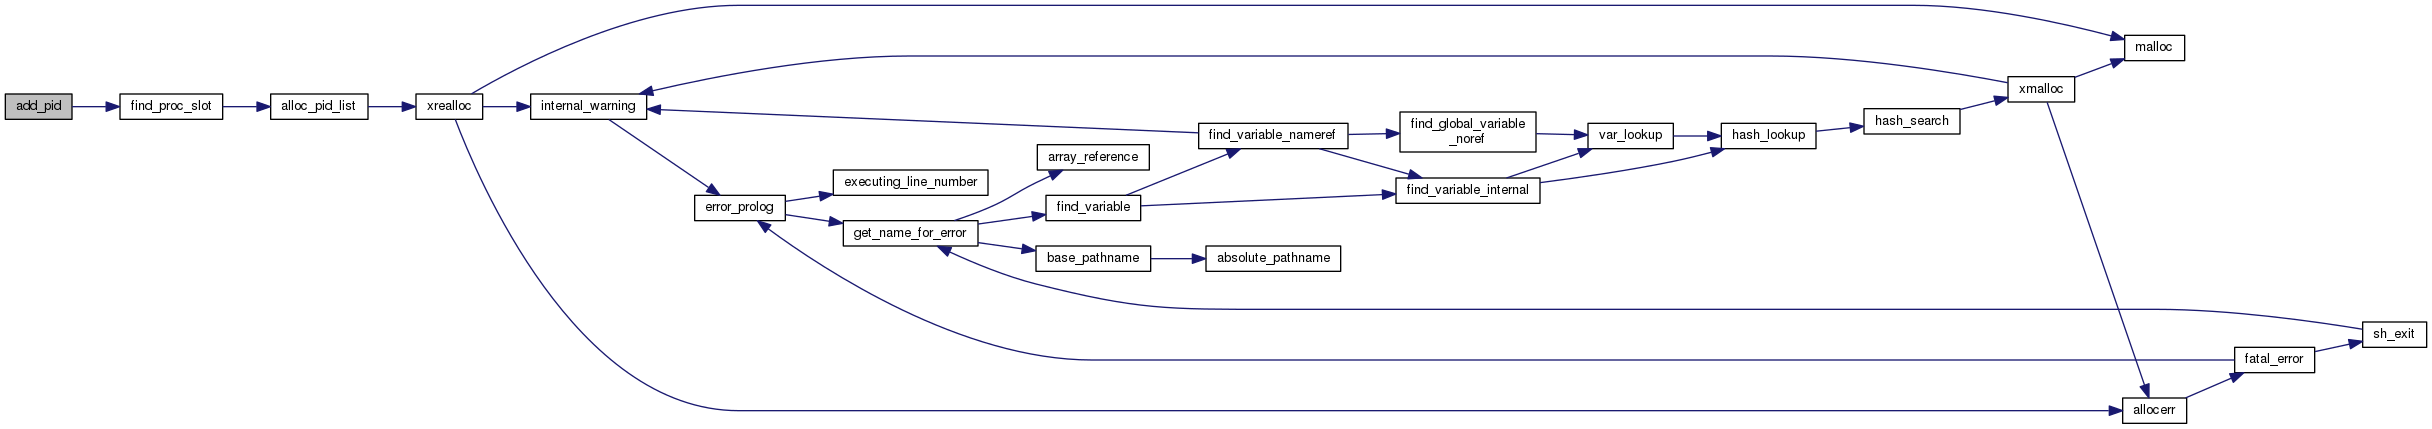 add_pid
find_proc_slot
alloc_pid_list
xrealloc
internal_warning
error_prolog
executing_line_number
get_name_for_error
array_reference
find_variable
base_pathname
absolute_pathname
find_variable_nameref
find_global_variable
_noref
find_variable_internal
var_lookup
hash_lookup
hash_search
xmalloc
malloc
allocerr
fatal_error
sh_exit